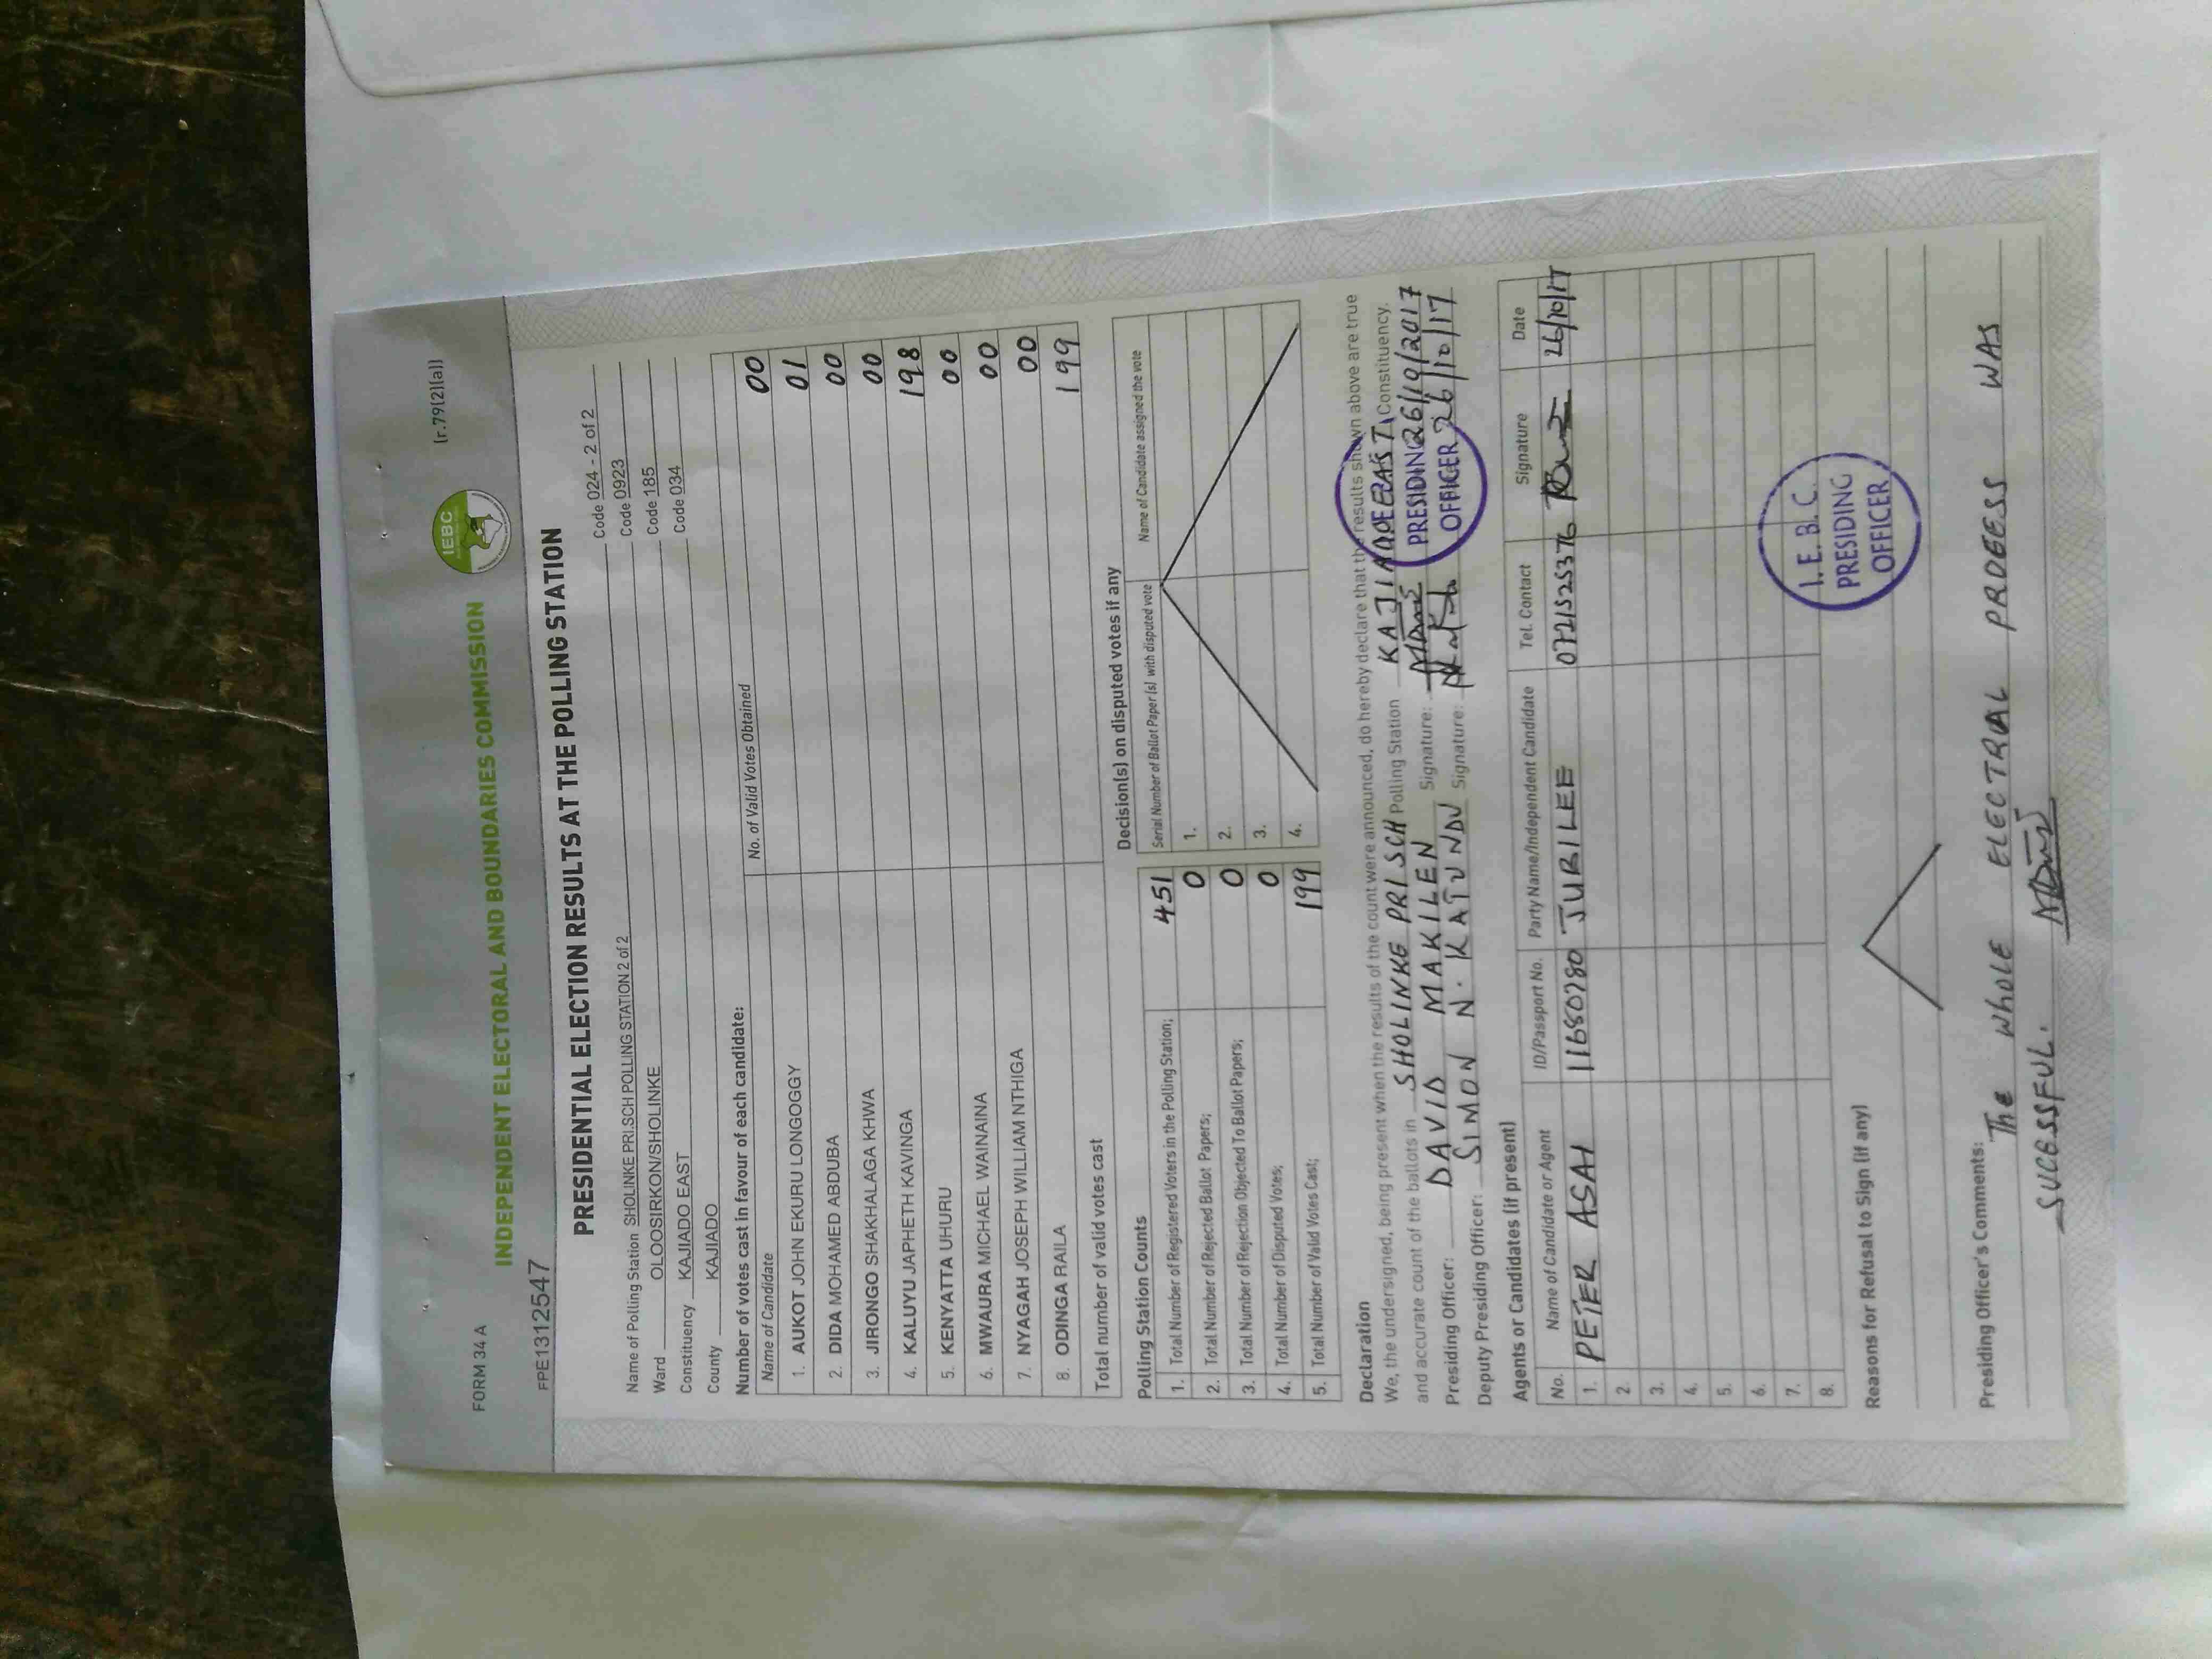 FORM 34 A
(r.79(2)(a))
IEBC
INDEPENDENT ELECTORAL AND BOUNDARIES COMMISSION
FPE1312547
PRESIDENTIAL ELECTION RESULTS AT THE POLLING STATION
Name of Polling Station SHOLINKE PRI.SCH POLLING STATION 2 of 2 Code 024 - 2 of 2
Ward OLOOSIRKON/SHOLINKE Code 0923
Constituency KAJIADO EAST Code 185
County KAJIADO Code 034
Number of votes cast in favour of each candidate:
Name of Candidate No. of Valid Votes Obtained
1. AUKOT JOHN EKURU LONGOGGY 00
2. DIDA MOHAMED ABDUBA 01
3. JIRONGO SHAKHALAGA KHWA 00
4. KALUYU JAPHETH KAVINGA 00
5. KENYATTA UHURU 198
6. MWAURA MICHAEL WAINAINA 00
7. NYAGAH JOSEPH WILLIAM NTHIGA 00
8. ODINGA RAILA 00
Total number of valid votes cast 199
Polling Station Counts
1. Total Number of Registered Voters in the Polling Station; 451
2. Total Number of Rejected Ballot Papers; 0
3. Total Number of Rejection Objected To Ballot Papers; 0
4. Total Number of Disputed Votes; 0
5. Total Number of Valid Votes Cast; 199
Decision(s) on disputed votes if any
Serial Number of Ballot Paper(s) with disputed vote Name of Candidate assigned the vote
1.
2.
3.
4.
Declaration
We, the undersigned, being present when the results of the count were announced, do hereby declare that the results shown above are true
and accurate count of the ballots in SHOLINKE PRI SCH Polling Station KAJIADO EAST Constituency.
Presiding Officer: DAVID MAKILEN Signature: 26/10/2017
Deputy Presiding Officer: SIMON N. KATUNDU Signature: 26/10/17
PRESIDING
OFFICER
Agents or Candidates (if present)
No. Name of Candidate or Agent ID/Passport No. Party Name/Independent Candidate Tel. Contact Signature Date
1. PETER ASAI 11680780 JUBILEE 0721525376 26/10/17
2.
3.
4.
5.
6.
7.
8.
I.E.B.C.
PRESIDING
OFFICER
Reasons for Refusal to Sign (if any)
Presiding Officer's Comments:
The whole ELECTRAL PROCESS WAS
SUCESSFUL.